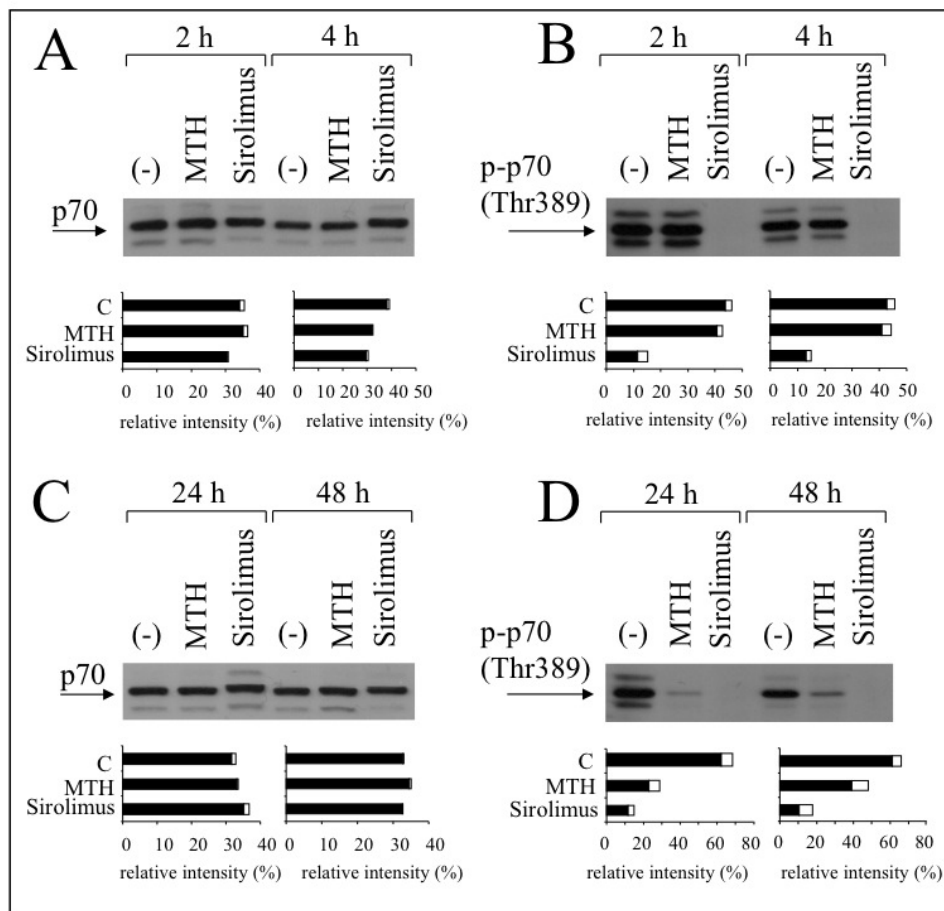 A
2 h
4 h
(-)
MTH
Sirolimus
(-)
MTH
Sirolimus
p70
C
MTH
Sirolimus
0 10 20 30 40
0 10 20 30 40 50
relative intensity (%)
relative intensity (%)
B
2 h
4 h
(-)
MTH
Sirolimus
(-)
MTH
Sirolimus
p-p70
(Thr389)
C
MTH
Sirolimus
0 10 20 30 40 50
0 10 20 30 40 50
relative intensity (%)
relative intensity (%)
C
24 h
48 h
(-)
MTH
Sirolimus
(-)
MTH
Sirolimus
p70
C
MTH
Sirolimus
0 10 20 30 40
0 10 20 30 40
relative intensity (%)
relative intensity (%)
D
24 h
48 h
(-)
MTH
Sirolimus
(-)
MTH
Sirolimus
p-p70
(Thr389)
C
MTH
Sirolimus
0 20 40 60 80
0 20 40 60 80
relative intensity (%)
relative intensity (%)